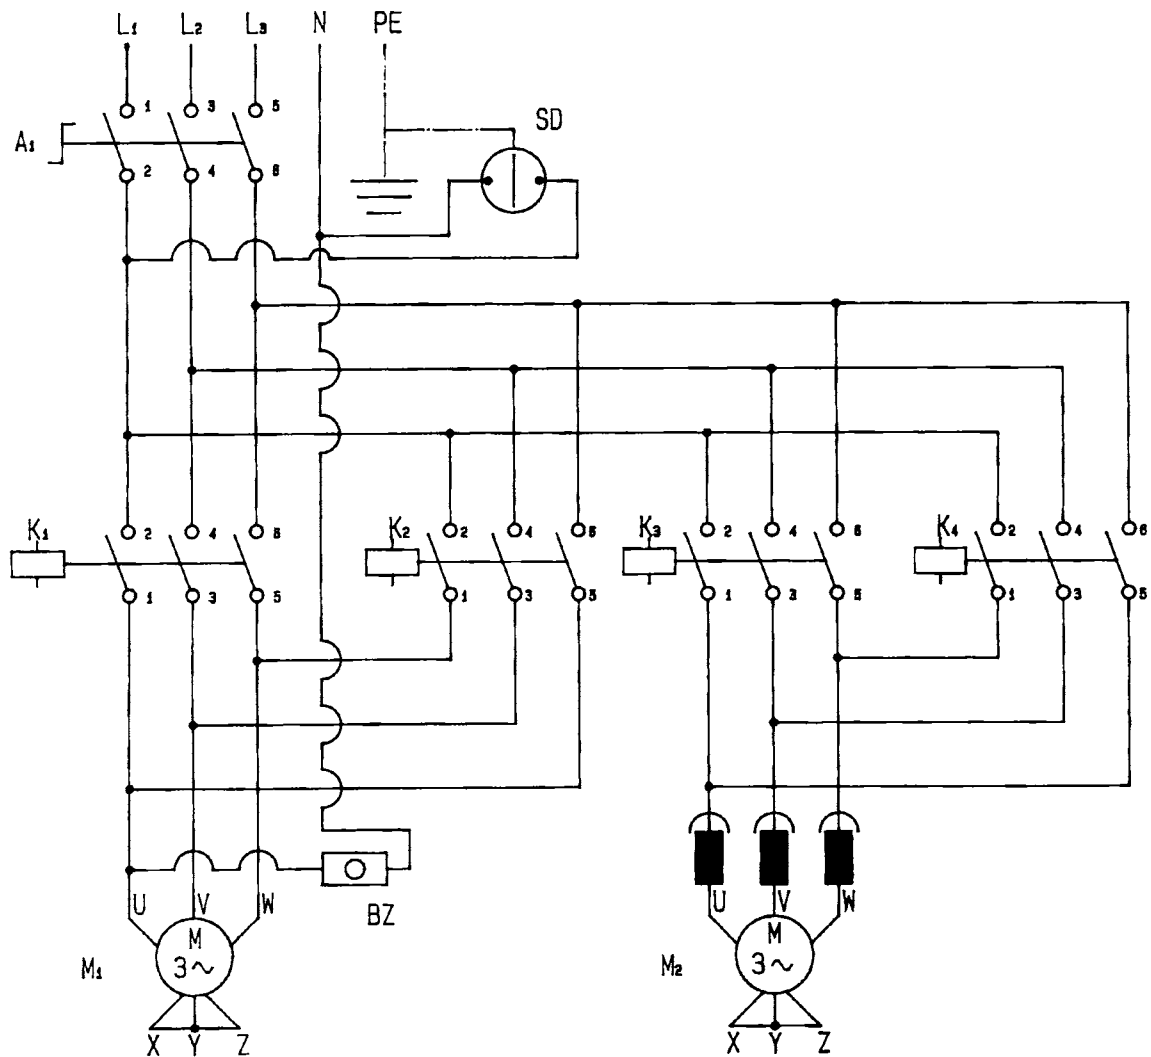 L1 L2 L3 N PE
1 3 5
SD
A1
2 4 6
K1 2 4 6 K2 2 4 6 K3 2 4 6 K4 2 4 6
1 3 5 1 3 5 1 3 5 1 3 5
U V W BZ U V W
M M
M1 3~ M2 3~
X Y Z X Y Z